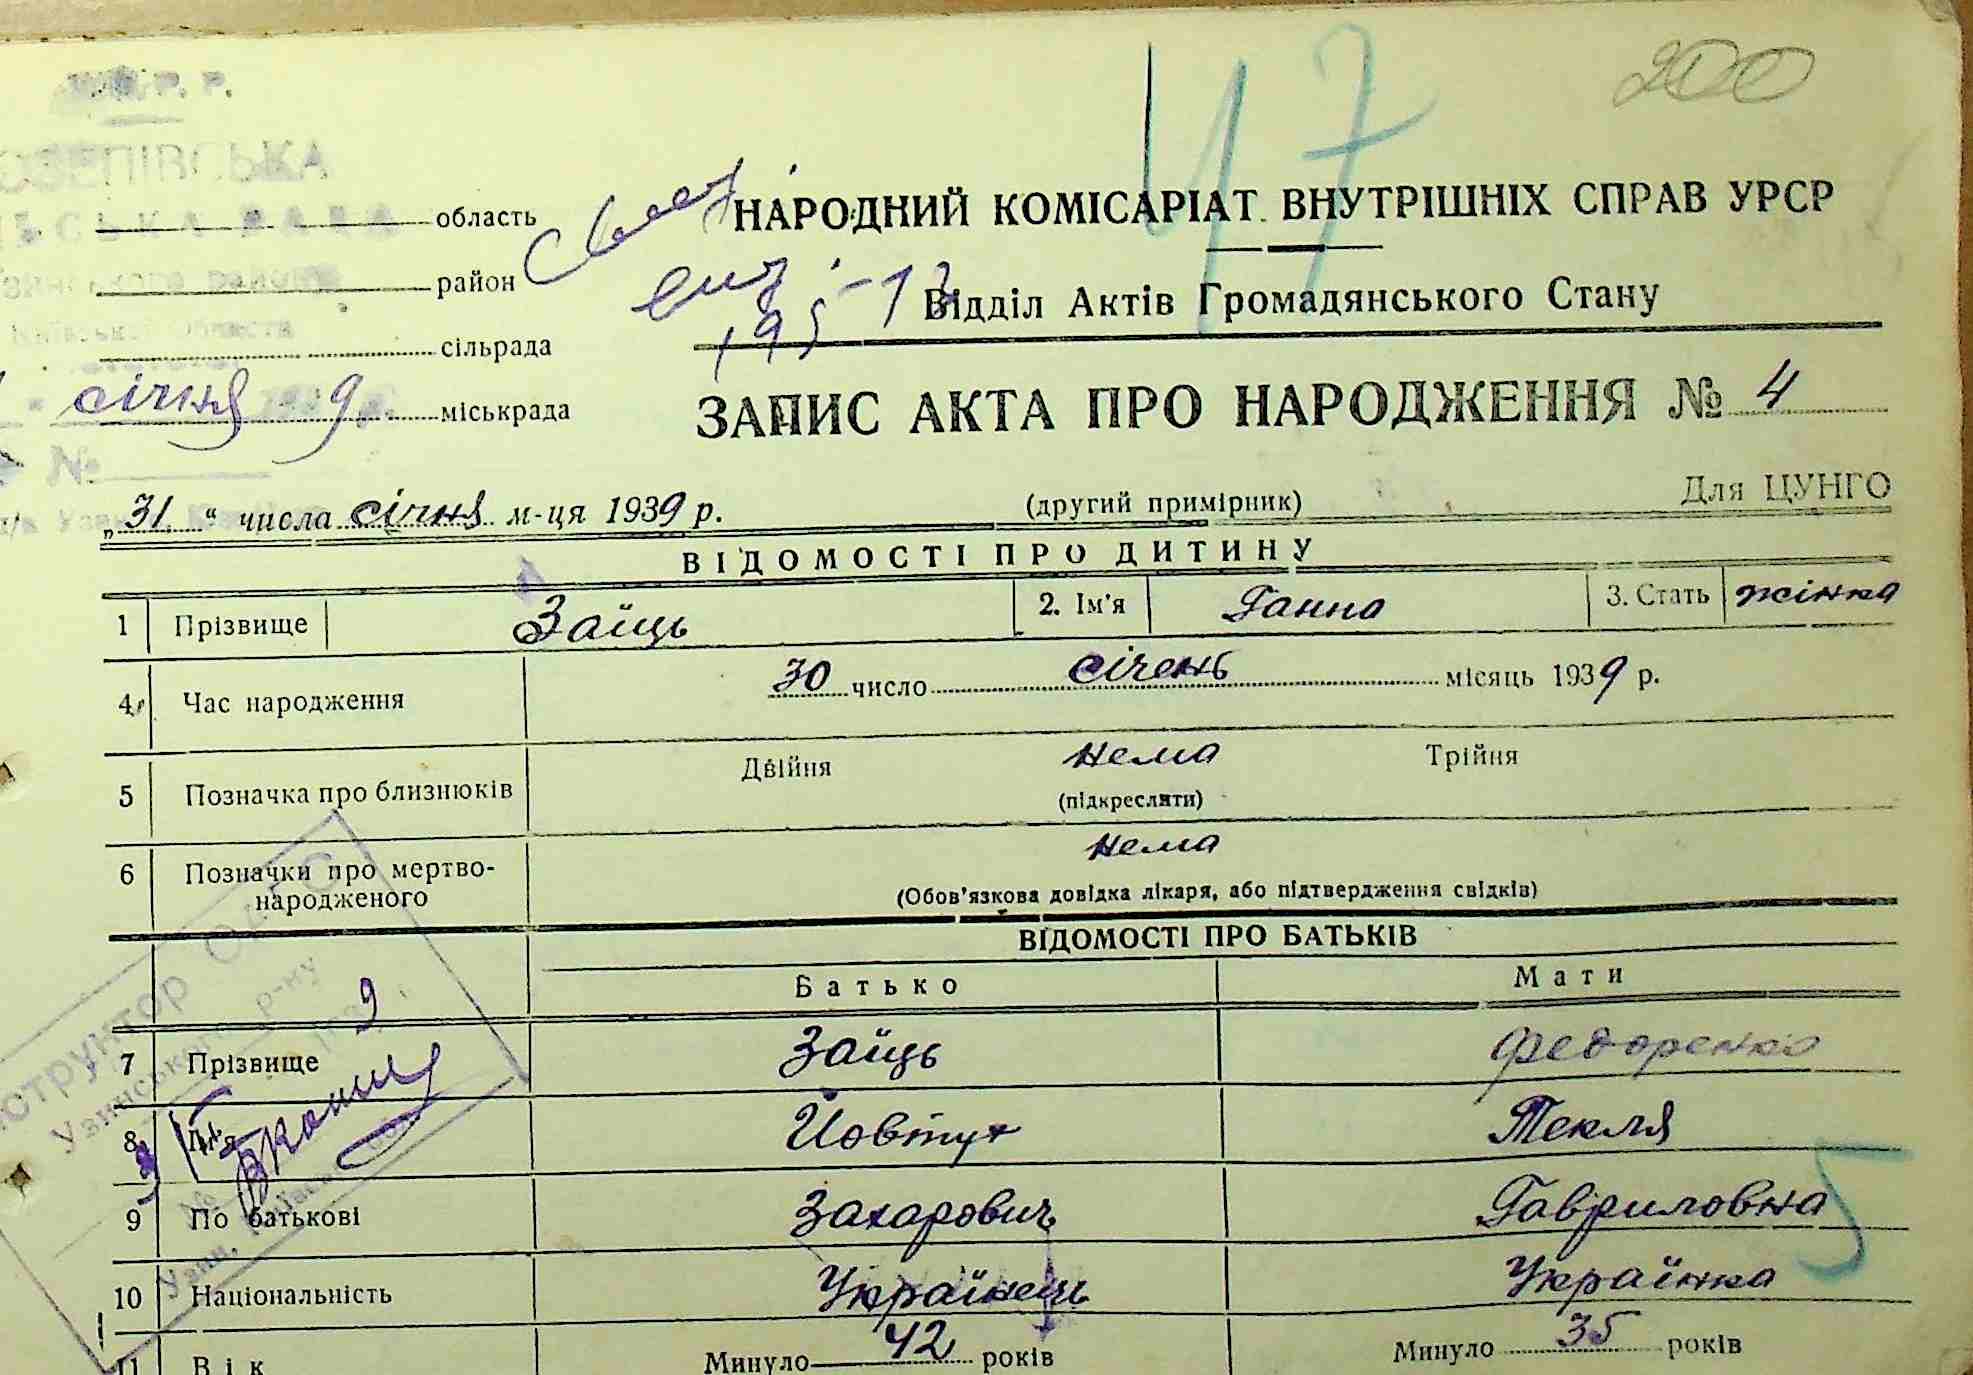 200
47
НАРОДНИЙ КОМІСАРІАТ ВНУТРІШНІХ СПРАВ УРСР
область
район
Відділ Актів Громадянського Стану
сільрада
січня 9 міськрада
ЗАПИС АКТА ПРО НАРОДЖЕННЯ № 4
№
„31“ числа січня м-ця 1939 р. (другий примірник) Для ЦУНГО
ВІДОМОСТІ ПРО ДИТИНУ
1 Прізвище Заїць 2. Ім'я Ганна 3. Стать жінка
4 Час народження 30 число січень місяць 1939 р.
5 Позначка про близнюків Двійня нема Трійня
(підкреслити)
6 Позначки про мертво-народженого нема
(Обов'язкова довідка лікаря, або підтвердження свідків)
ВІДОМОСТІ ПРО БАТЬКІВ
Батько Мати
7 Прізвище Заїць Федоренко
8 Ім'я Йовтух Текля
9 По батькові Захарович Гавриловна
5
10 Національність Українець Українка
11 Вік Минуло 42 років Минуло 35 років